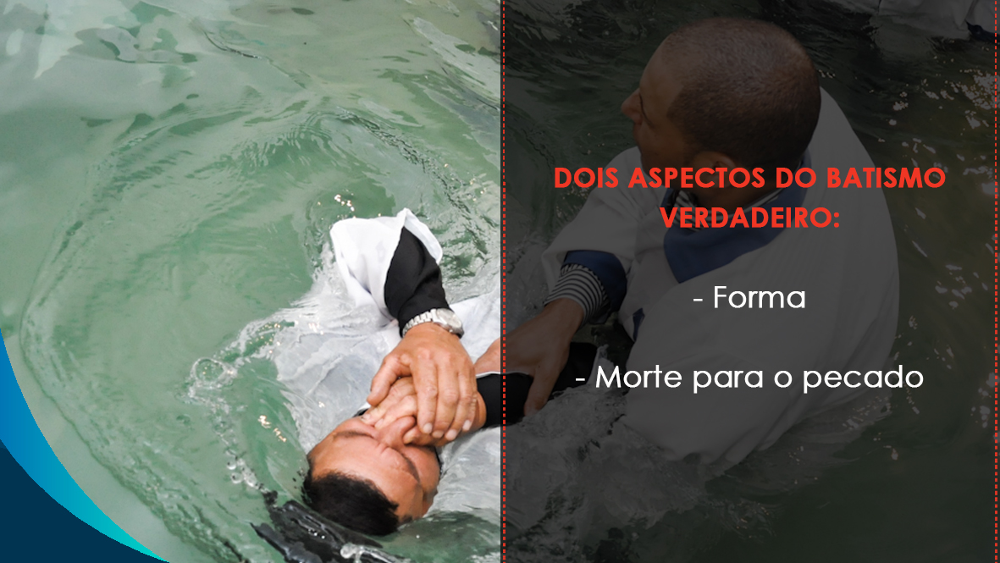 DOIS ASPECTOS DO BATISMO
VERDADEIRO:
- Forma
- Morte para o pecado